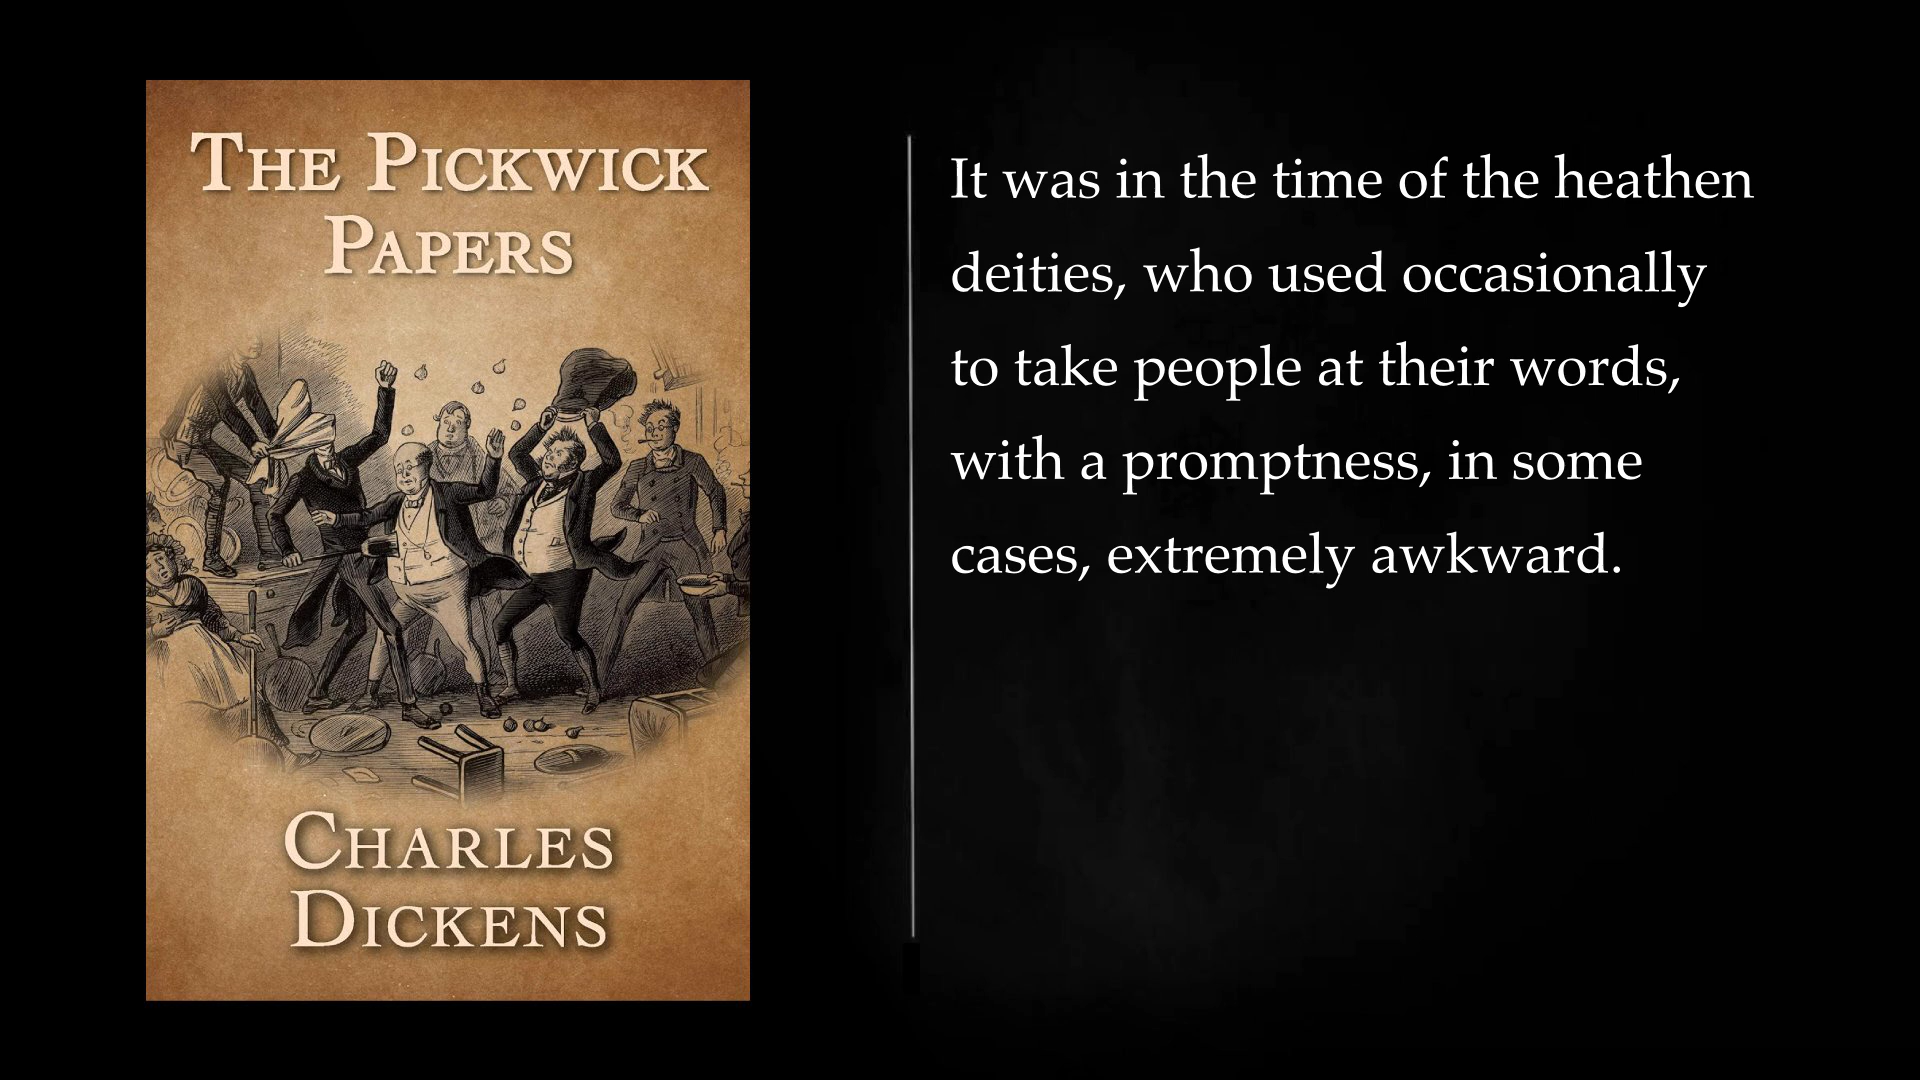 The Pickwick
Papers
Charles
Dickens
It was in the time of the heathen
deities, who used occasionally
to take people at their words,
with a promptness, in some
cases, extremely awkward.